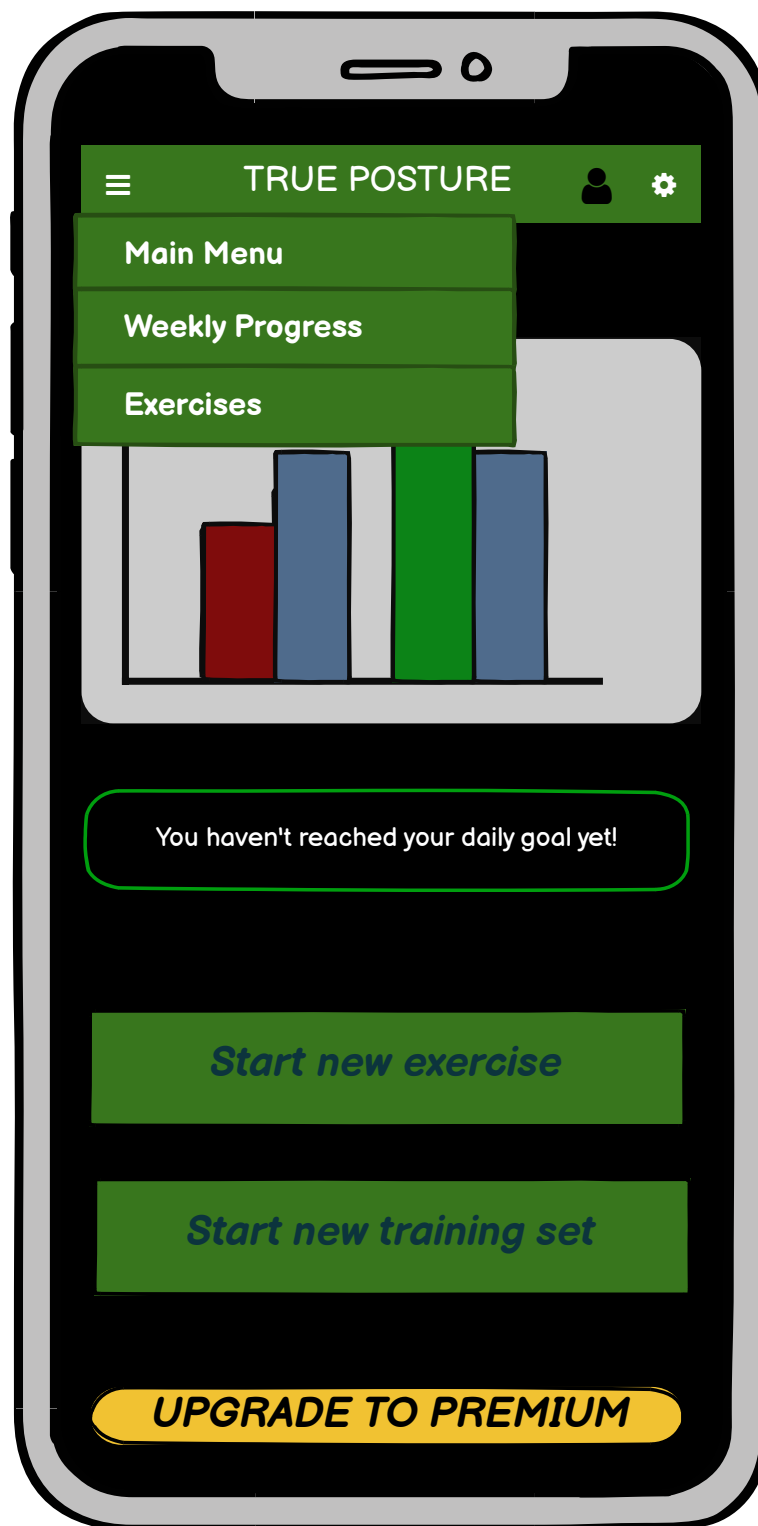 TRUE POSTURE
Main Menu
Weekly Progress
Exercises
You haven't reached your daily goal yet!
Start new exercise
Start new training set
UPGRADE TO PREMIUM